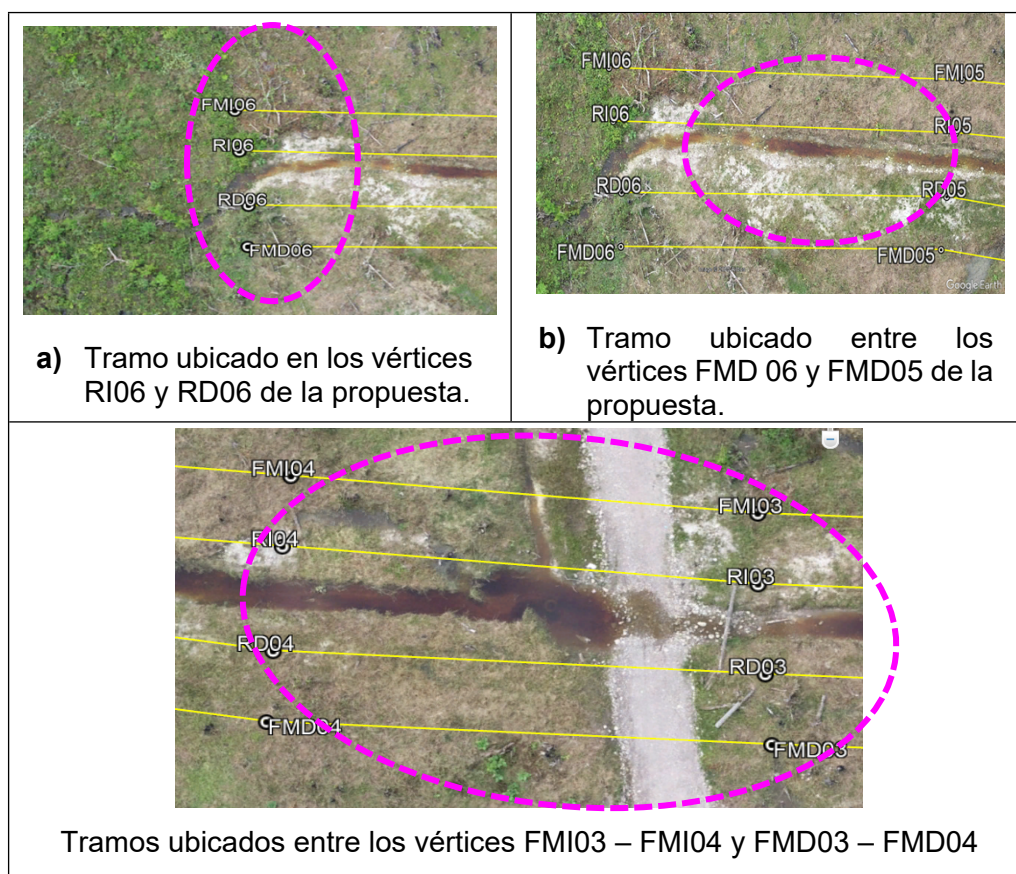 FMI06
RI06
RD06
FMD06
a) Tramo ubicado en los vértices
RI06 y RD06 de la propuesta.
FMI06
FMI05
RI06
RI05
RD06
RD05
FMD06
FMD05
Google Earth
b) Tramo ubicado entre los
vértices FMD 06 y FMD05 de la
propuesta.
FMI04
FMI03
RI04
RI03
RD04
RD03
FMD04
FMD03
Tramos ubicados entre los vértices FMI03 – FMI04 y FMD03 – FMD04